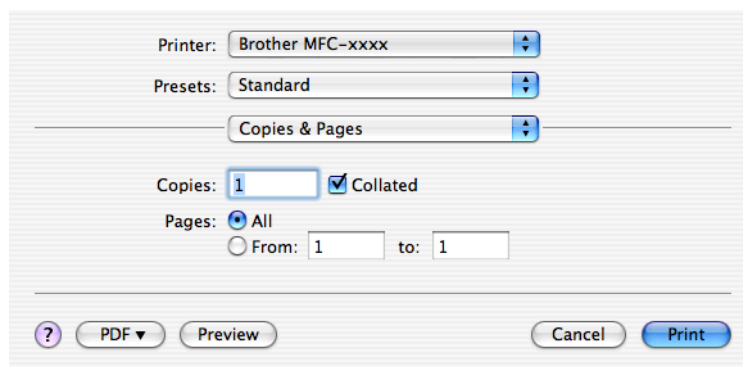 Printer: Brother MFC-xxxx
Presets: Standard
Copies & Pages
Copies: 1 Collated
Pages: All
From: 1 to: 1
? PDF ▼ Preview Cancel Print